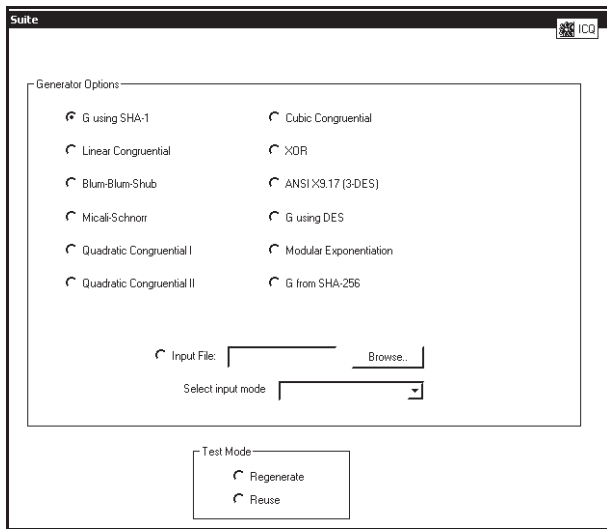 Suite
ICQ
Generator Options
G using SHA-1
Cubic Congruential
Linear Congruential
XOR
Blum-Blum-Shub
ANSI X9.17 (3-DES)
Micali-Schnorr
G using DES
Quadratic Congruential I
Modular Exponentiation
Quadratic Congruential II
G from SHA-256
Input File:
Browse..
Select input mode
Test Mode
Regenerate
Reuse